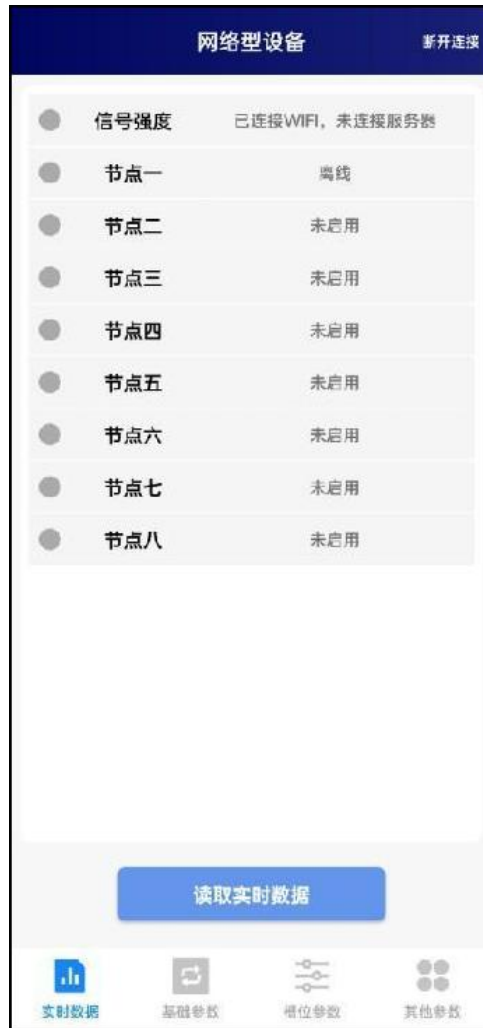 网络型设备 断开连接
信号强度 已连接WIFI，未连接服务器
节点一 离线
节点二 未启用
节点三 未启用
节点四 未启用
节点五 未启用
节点六 未启用
节点七 未启用
节点八 未启用
读取实时数据
实时数据 基础参数 槽位参数 其他参数